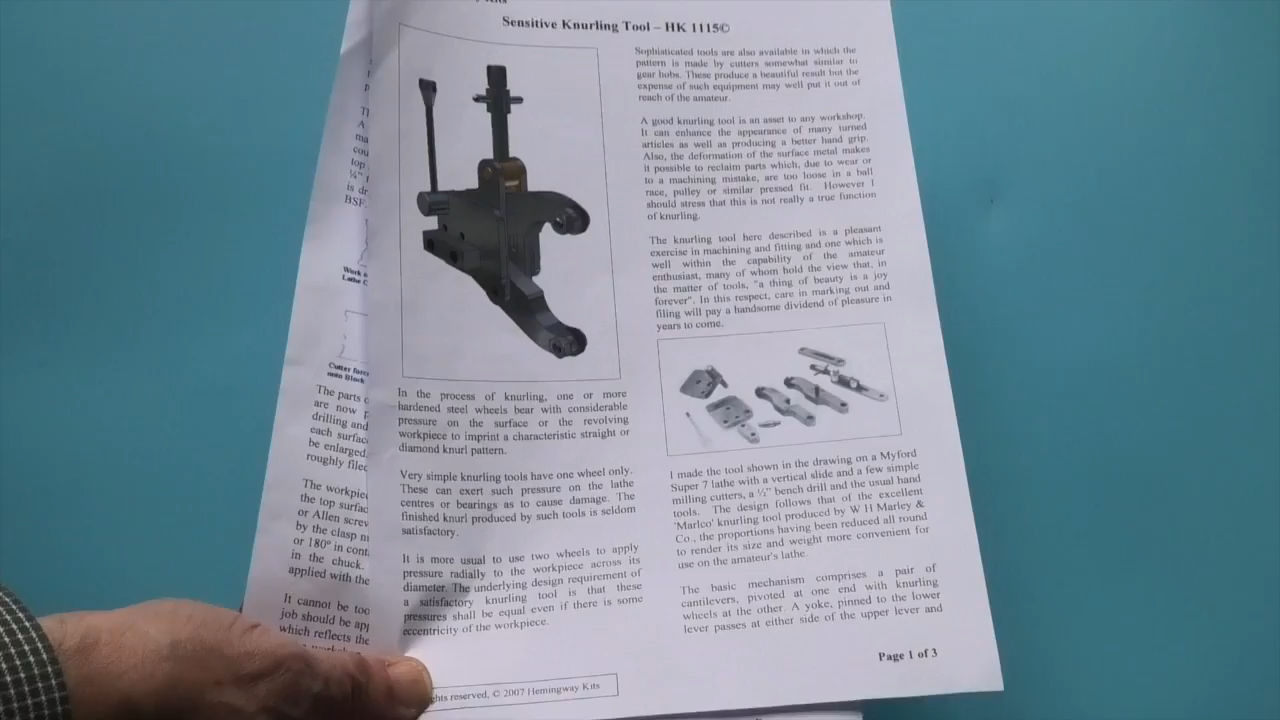 Sensitive Knurling Tool – HK 1115©
In the process of knurling, one or more
hardened steel wheels bear with considerable
pressure on the surface or the revolving
workpiece to imprint a characteristic straight or
diamond knurl pattern.
Very simple knurling tools have one wheel only.
These can exert such pressure on the lathe
centres or bearings as to cause damage. The
finished knurl produced by such tools is seldom
satisfactory.
It is more usual to use two wheels to apply
pressure radially to the workpiece across its
diameter. The underlying design requirement of
a satisfactory knurling tool is that these
pressures shall be equal even if there is some
eccentricity of the workpiece.
Sophisticated tools are also available in which the
pattern is made by cutters somewhat similar to
gear hobs. These produce a beautiful result but the
expense of such equipment may well put it out of
reach of the amateur.
A good knurling tool is an asset to any workshop.
It can enhance the appearance of many turned
articles as well as producing a better hand grip.
Also, the deformation of the surface metal makes
it possible to reclaim parts which, due to wear or
to a machining mistake, are too loose in a ball
race, pulley or similar pressed fit. However I
should stress that this is not really a true function
of knurling.
The knurling tool here described is a pleasant
exercise in machining and fitting and one which is
well within the capability of the amateur
enthusiast, many of whom hold the view that, in
the matter of tools, "a thing of beauty is a joy
forever". In this respect, care in marking out and
filing will pay a handsome dividend of pleasure in
years to come.
I made the tool shown in the drawing on a Myford
Super 7 lathe with a vertical slide and a few simple
milling cutters, a ½" bench drill and the usual hand
tools. The design follows that of the excellent
'Marlco' knurling tool produced by W H Marley &
Co., the proportions having been reduced all round
to render its size and weight more convenient for
use on the amateur's lathe.
The basic mechanism comprises a pair of
cantilevers, pivoted at one end with knurling
wheels at the other. A yoke, pinned to the lower
lever passes at either side of the upper lever and
Page 1 of 3
ghts reserved, © 2007 Hemingway Kits
top
¼"
is dr
BSF
Work
Lathe C
Cutter forc
onto Block
The parts
are now
drilling and
each surfac
be enlarged
roughly filed
The workpie
the top surfac
or Allen screw
by the clasp
or 180° in cont
in the chuck.
applied with the
It cannot be too
job should be app
which reflects the